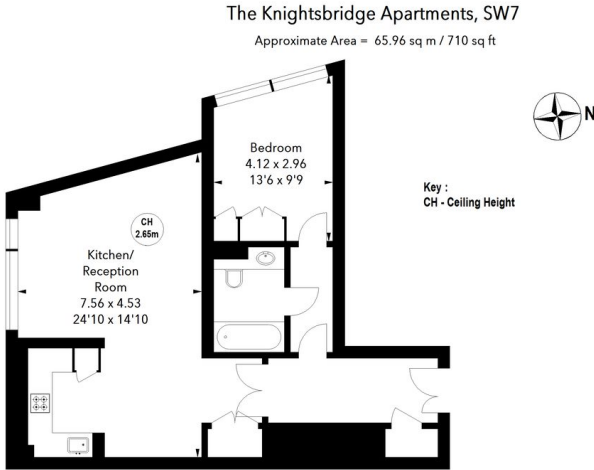 The Knightsbridge Apartments, SW7
Approximate Area = 65.96 sq m / 710 sq ft
N
Bedroom
4.12 x 2.96
13'6 x 9'9
Key :
CH - Ceiling Height
CH
2.65m
Kitchen/
Reception
Room
7.56 x 4.53
24'10 x 14'10